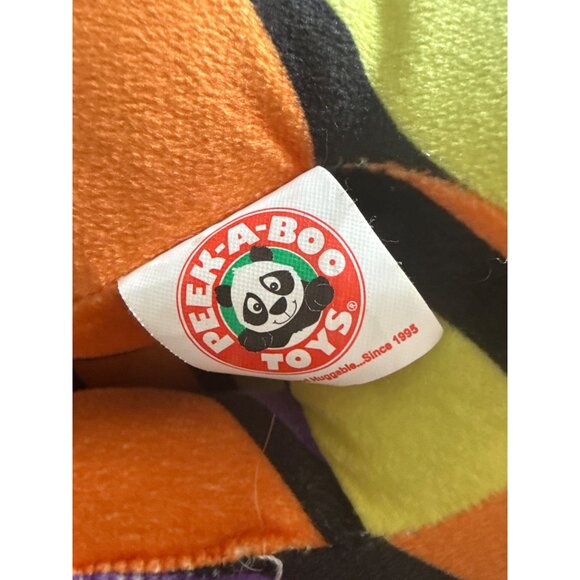 PEEK-A-BOO
TOYS®
Huggable...Since 1995